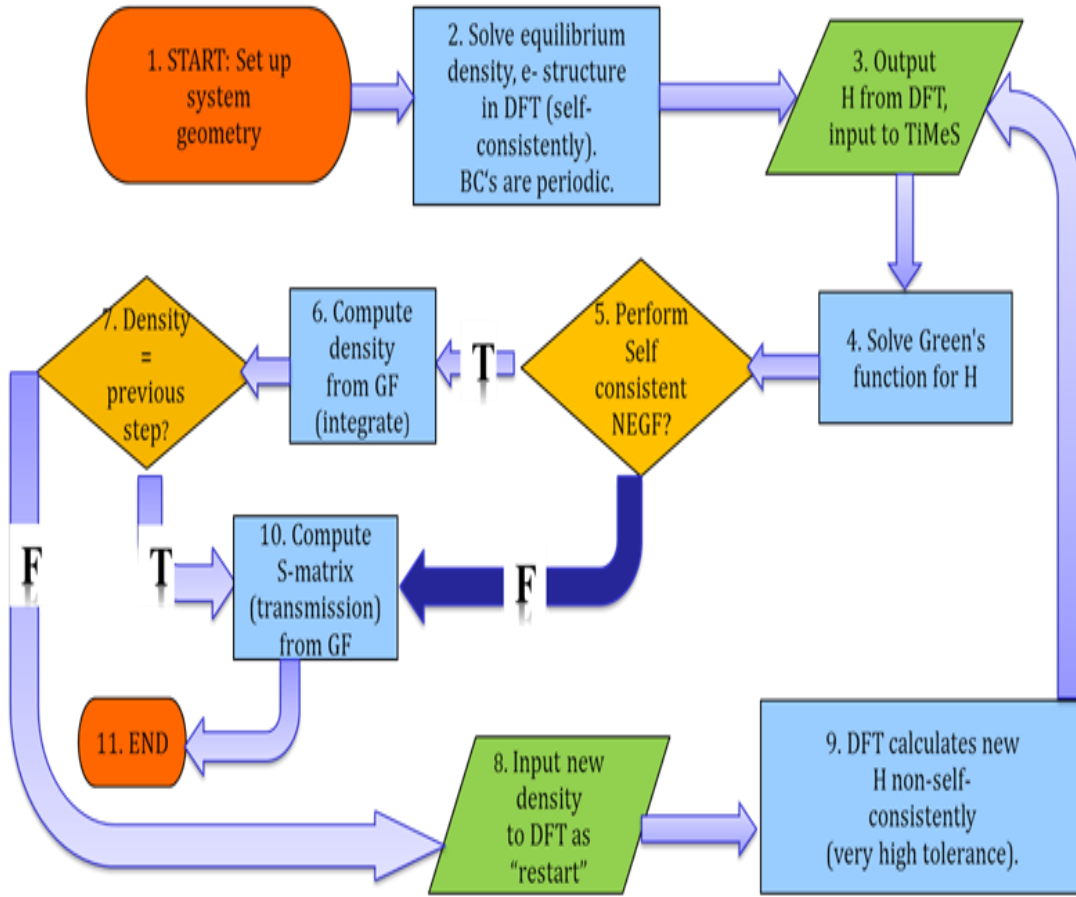 1. START: Set up
system
geometry
2. Solve equilibrium
density, e- structure
in DFT (self-
consistently).
BC's are periodic.
3. Output
H from DFT,
input to TiMeS
4. Solve Green's
function for H
5. Perform
Self
consistent
NEGF?
T
6. Compute
density
from GF
(integrate)
7. Density
=
previous
step?
F
T
10. Compute
S-matrix
(transmission)
from GF
F
11. END
8. Input new
density
to DFT as
“restart”
9. DFT calculates new
H non-self-
consistently
(very high tolerance).